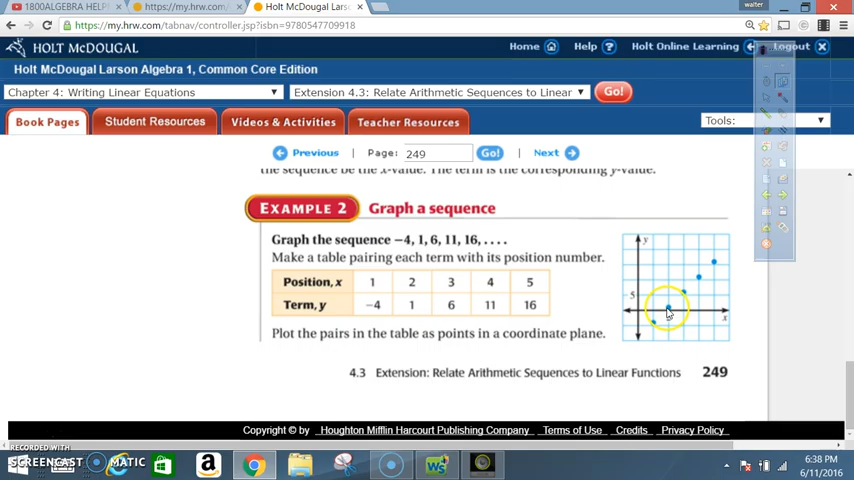 1800ALGEBRA HELP
https://my.hrw.com/tabnav/
Holt McDougal Lars
walter
https://my.hrw.com/tabnav/controller.jsp?isbn=9780547709918
HOLT MCDOUGAL
Home Help ? Holt Online Learning Logout X
Holt McDougal Larson Algebra 1, Common Core Edition
Chapter 4: Writing Linear Equations Extension 4.3: Relate Arithmetic Sequences to Linear Go!
Book Pages Student Resources Videos & Activities Teacher Resources Tools:
Previous | Page: 249 Go! | Next
the sequence be the x-value. The term is the corresponding y-value.
EXAMPLE 2 Graph a sequence
Graph the sequence −4, 1, 6, 11, 16, . . . .
Make a table pairing each term with its position number.
Position, x 1 2 3 4 5
Term, y −4 1 6 11 16
y
5
x
Plot the pairs in the table as points in a coordinate plane.
4.3 Extension: Relate Arithmetic Sequences to Linear Functions 249
Copyright © by Houghton Mifflin Harcourt Publishing Company Terms of Use Credits Privacy Policy
RECORDED WITH
SCREENCAST MATIC
6:38 PM
6/11/2016